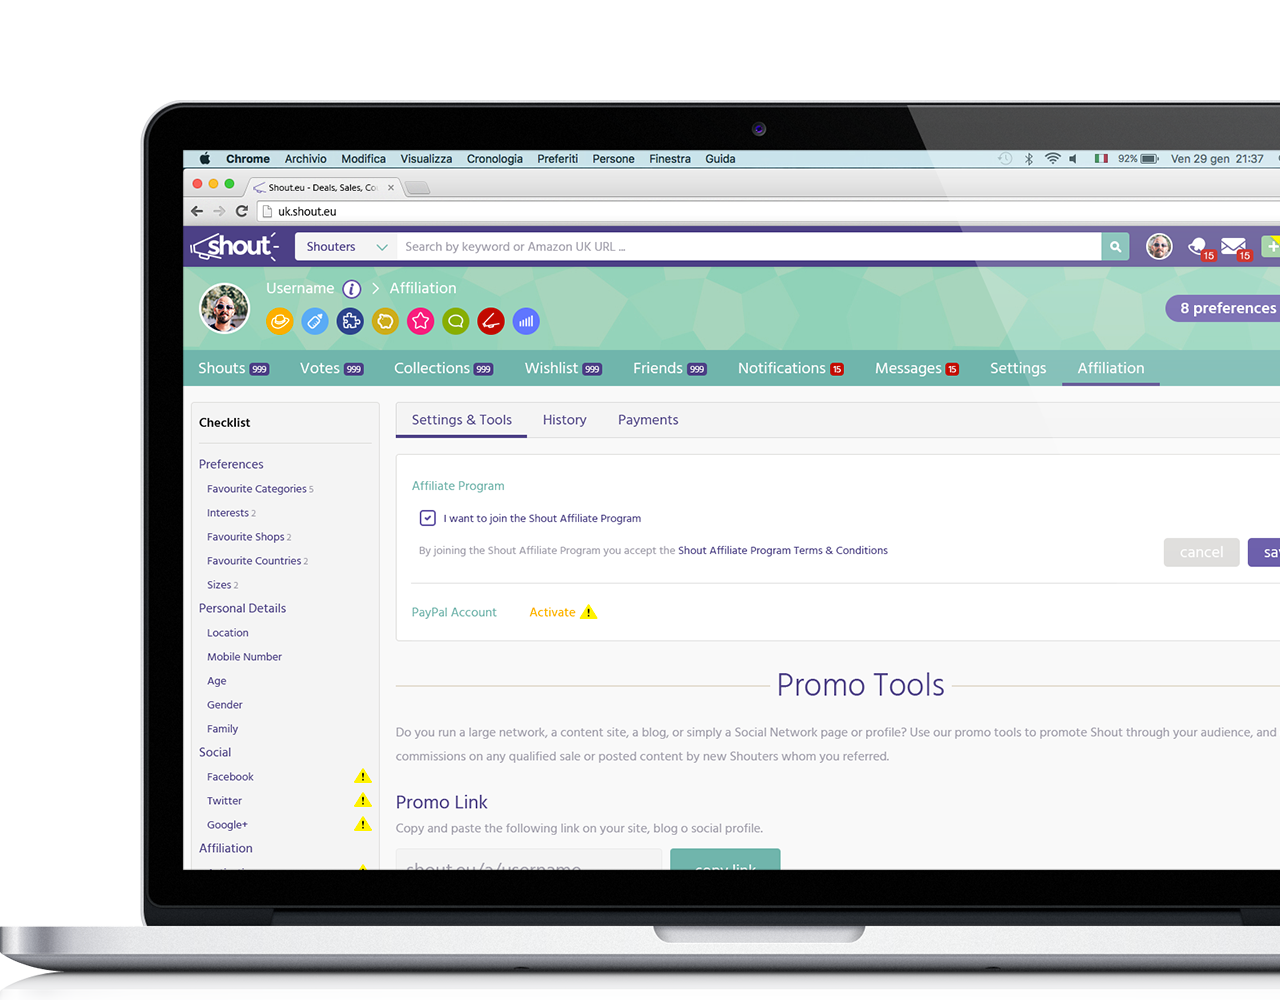 Chrome Archivio Modifica Visualizza Cronologia Preferiti Persone Finestra Guida 92% Ven 29 gen 21:37
Shout.eu - Deals, Sales, Co
uk.shout.eu
shout Shouters Search by keyword or Amazon UK URL ... 15 15
Username i > Affiliation
8 preferences
Shouts 999 Votes 999 Collections 999 Wishlist 999 Friends 999 Notifications 15 Messages 15 Settings Affiliation
Checklist
Preferences
Favourite Categories 5
Interests 2
Favourite Shops 2
Favourite Countries 2
Sizes 2
Personal Details
Location
Mobile Number
Age
Gender
Family
Social
Facebook
Twitter
Google+
Affiliation
Settings & Tools History Payments
Affiliate Program
I want to join the Shout Affiliate Program
By joining the Shout Affiliate Program you accept the Shout Affiliate Program Terms & Conditions
cancel sav
PayPal Account Activate
Promo Tools
Do you run a large network, a content site, a blog, or simply a Social Network page or profile? Use our promo tools to promote Shout through your audience, and
commissions on any qualified sale or posted content by new Shouters whom you referred.
Promo Link
Copy and paste the following link on your site, blog o social profile.
shout.eu/a/username copy link